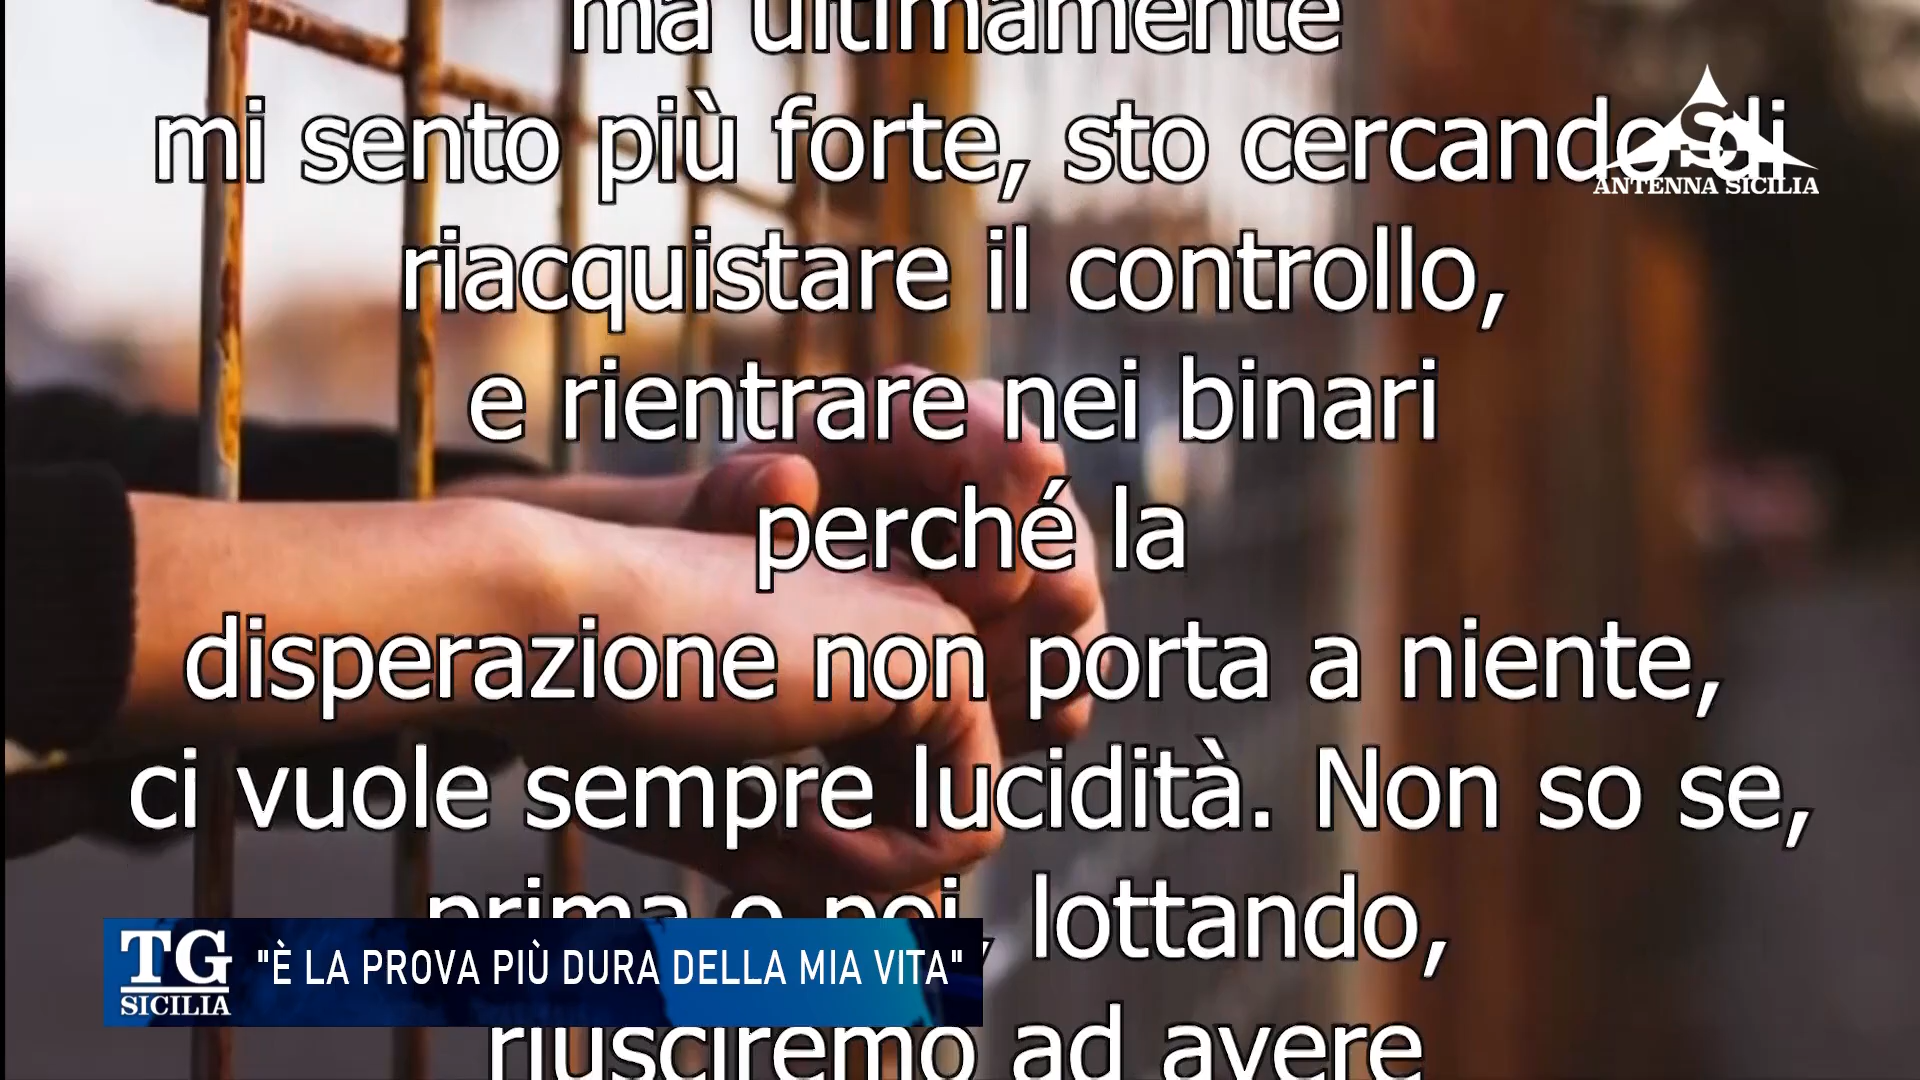 ma ultimamente
mi sento più forte, sto cercando di
ANTENNA SICILIA
riacquistare il controllo,
e rientrare nei binari
perché la
disperazione non porta a niente,
ci vuole sempre lucidità. Non so se,
prima o poi, lottando,
TG SICILIA
"È LA PROVA PIÙ DURA DELLA MIA VITA"
riusciremo ad avere